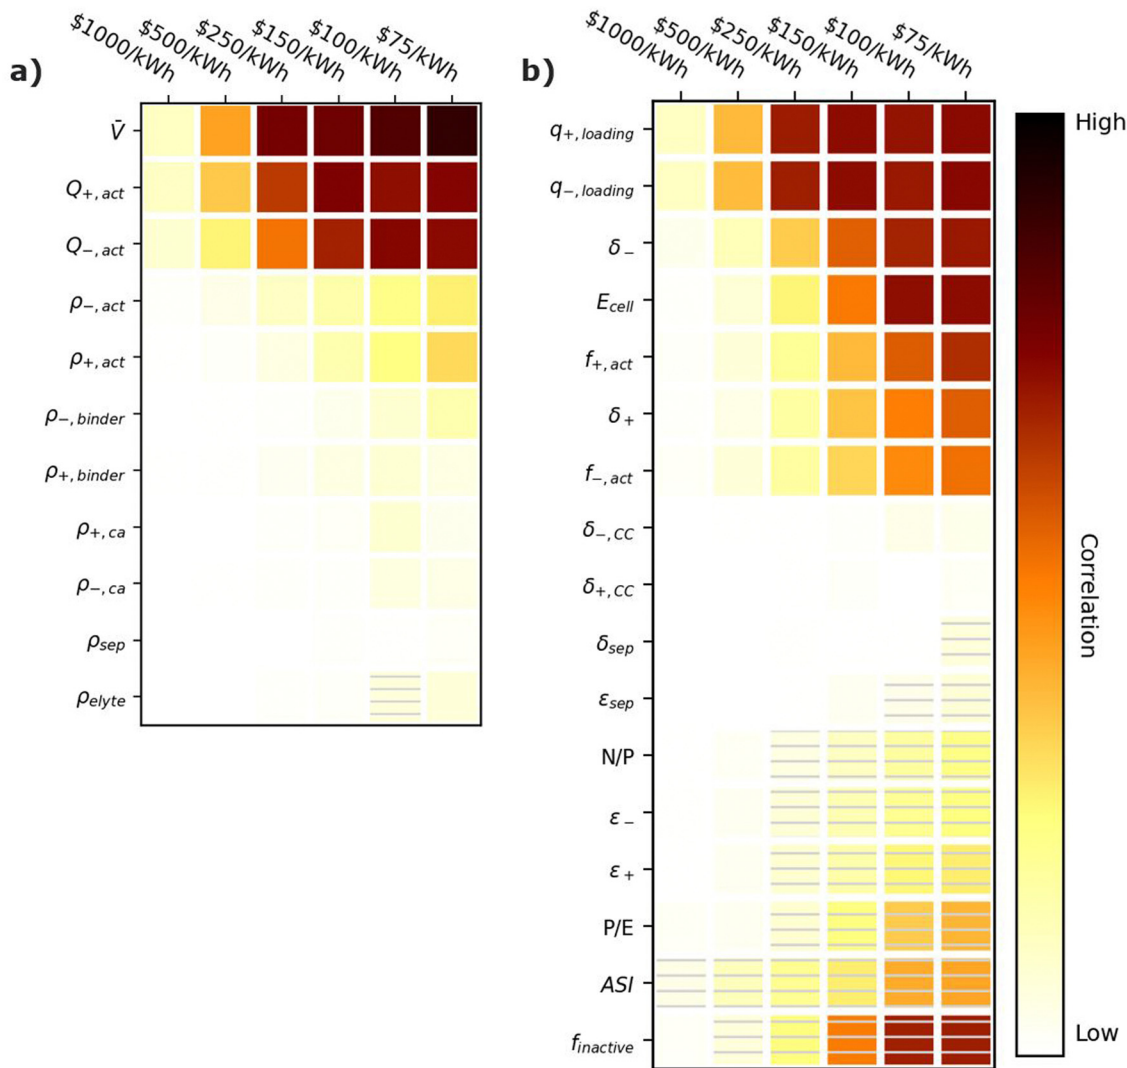 a)
$1000/kWh
$500/kWh
$250/kWh
$150/kWh
$100/kWh
$75/kWh
V̄
Q+, act
Q−, act
ρ−, act
ρ+, act
ρ−, binder
ρ+, binder
ρ+, ca
ρ−, ca
ρsep
ρelyte
b)
$1000/kWh
$500/kWh
$250/kWh
$150/kWh
$100/kWh
$75/kWh
q+, loading
q−, loading
δ−
Ecell
f+, act
δ+
f−, act
δ−, CC
δ+, CC
δsep
εsep
N/P
ε−
ε+
P/E
ASI
finactive
High
Correlation
Low